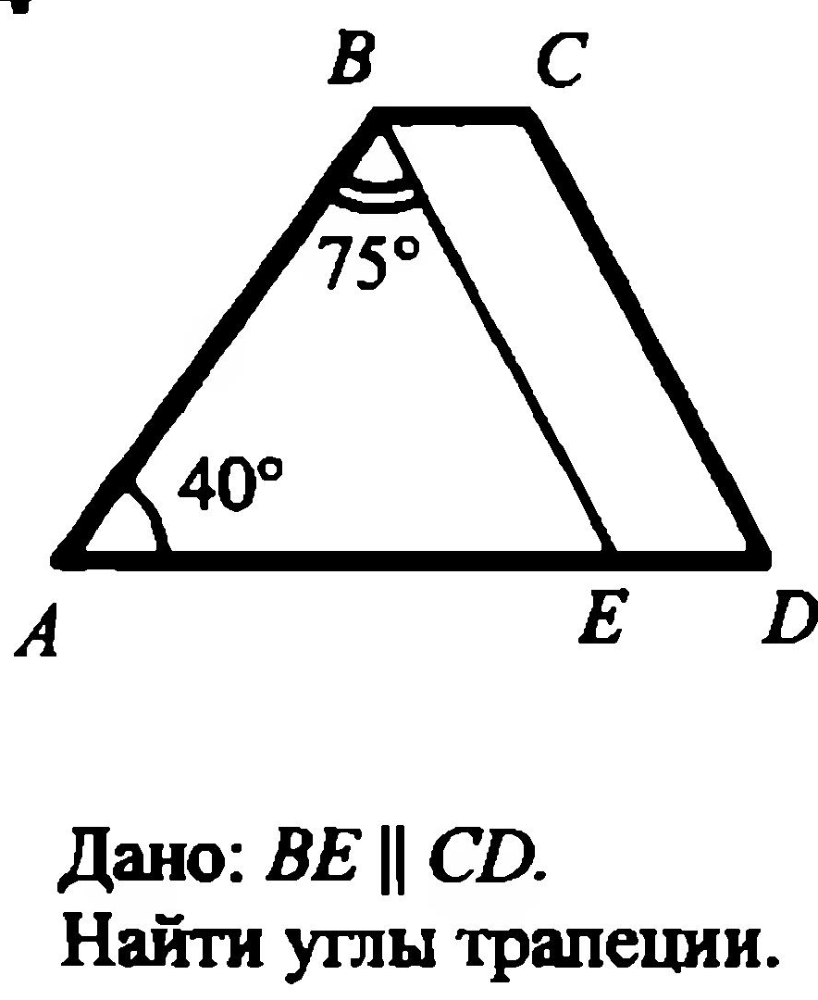 B C
75°
40°
A E D
Дано: BE || CD.
Найти углы трапеции.